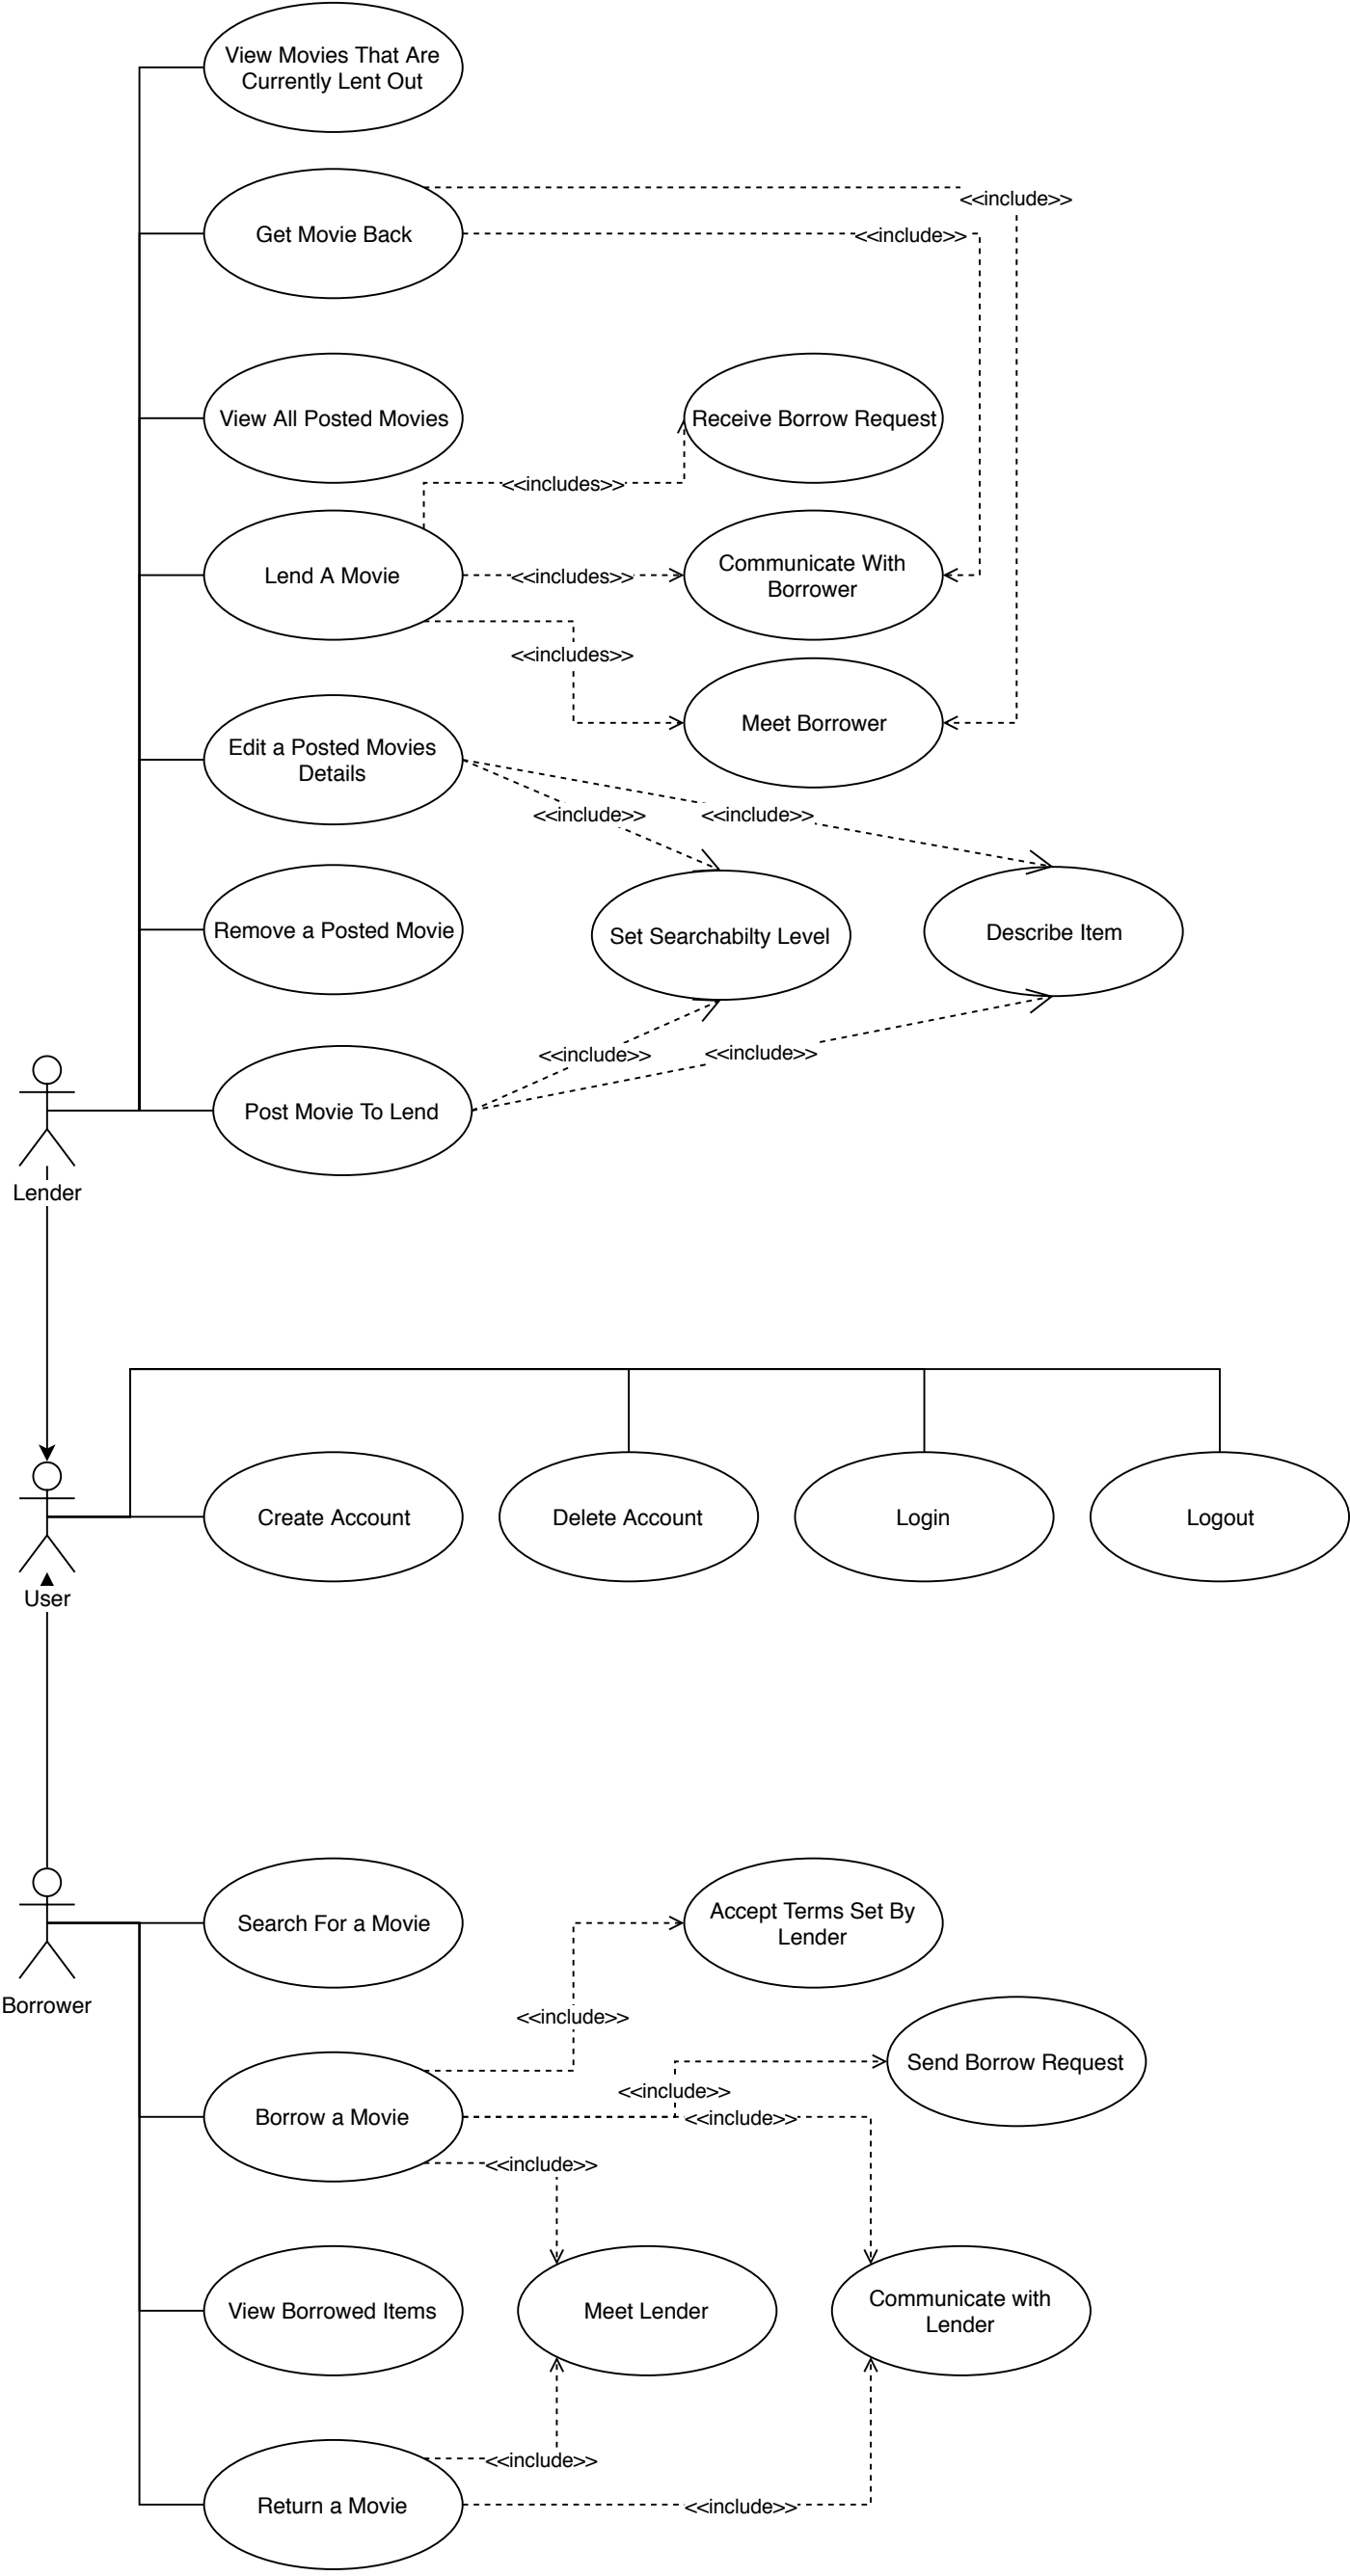 View Movies That Are
Currently Lent Out
<<include>>
Get Movie Back
<<include>>
View All Posted Movies
Receive Borrow Request
<<includes>>
Lend A Movie
<<includes>>
Communicate With
Borrower
<<includes>>
Meet Borrower
Edit a Posted Movies
Details
<<include>>
<<include>>
Remove a Posted Movie
Set Searchabilty Level
Describe Item
<<include>>
<<include>>
Post Movie To Lend
Lender
Create Account
Delete Account
Login
Logout
User
Search For a Movie
Accept Terms Set By
Lender
Borrower
<<include>>
Send Borrow Request
<<include>>
Borrow a Movie
<<include>>
<<include>>
View Borrowed Items
Meet Lender
Communicate with
Lender
<<include>>
Return a Movie
<<include>>